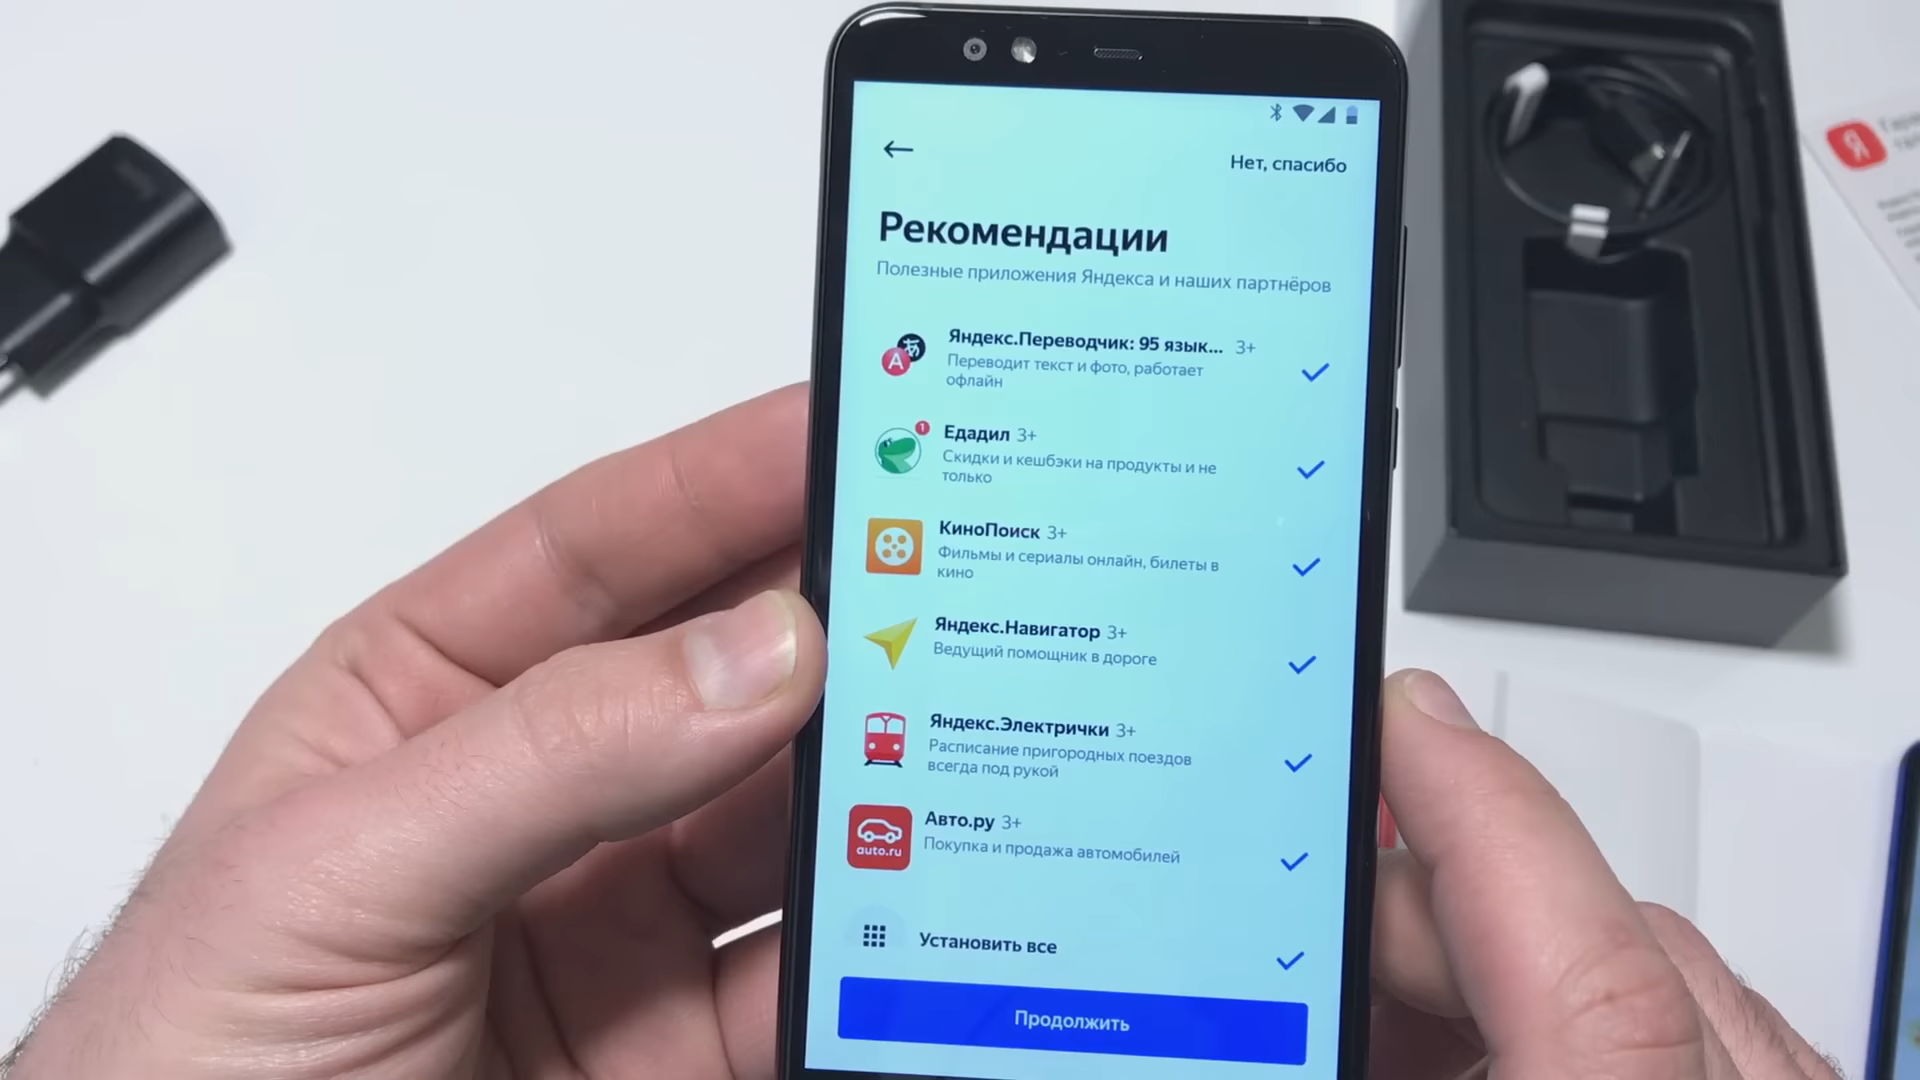 Нет, спасибо
Рекомендации
Полезные приложения Яндекса и наших партнёров
Яндекс.Переводчик: 95 язык... 3+
Переводит текст и фото, работает
офлайн
A あ
Едадил 3+
1
Скидки и кешбэки на продукты и не
только
КиноПоиск 3+
Фильмы и сериалы онлайн, билеты в
кино
Яндекс.Навигатор 3+
Ведущий помощник в дороге
Яндекс.Электрички 3+
Расписание пригородных поездов
всегда под рукой
Авто.ру 3+
Покупка и продажа автомобилей
auto.ru
Установить все
Продолжить
Я